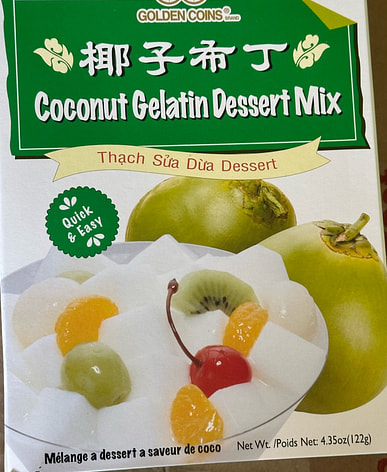 GOLDEN COINS® BRAND
椰子布丁
Coconut Gelatin Dessert Mix
Thạch Sửa Dừa Dessert
Quick
& Easy
Mélange a dessert a saveur de coco
Net Wt. /Poids Net: 4.35oz(122g)